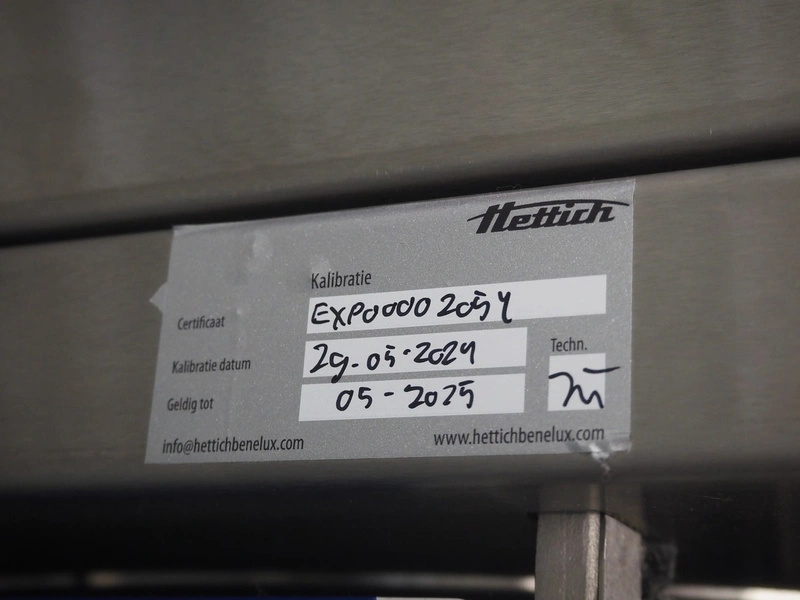 Hettich
Kalibratie
Certificaat EXP00002054
Kalibratie datum 29-05-2024
Techn.
Geldig tot 05-2025
info@hettichbenelux.com www.hettichbenelux.com